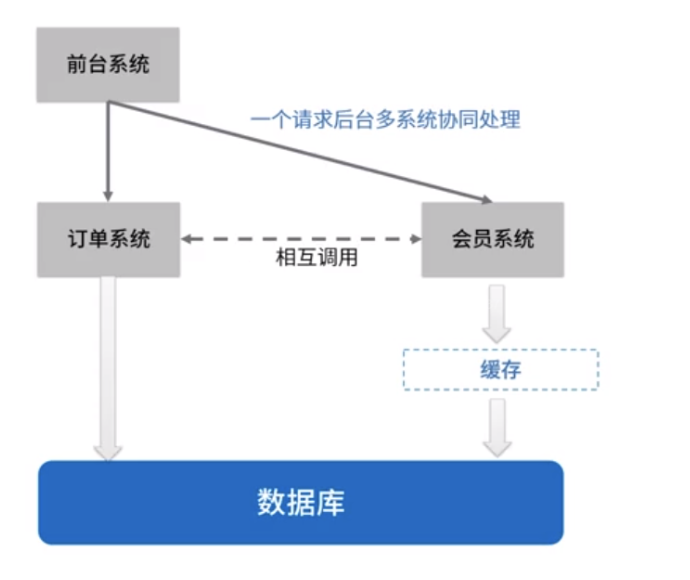 前台系统
一个请求后台多系统协同处理
订单系统
会员系统
相互调用
缓存
数据库